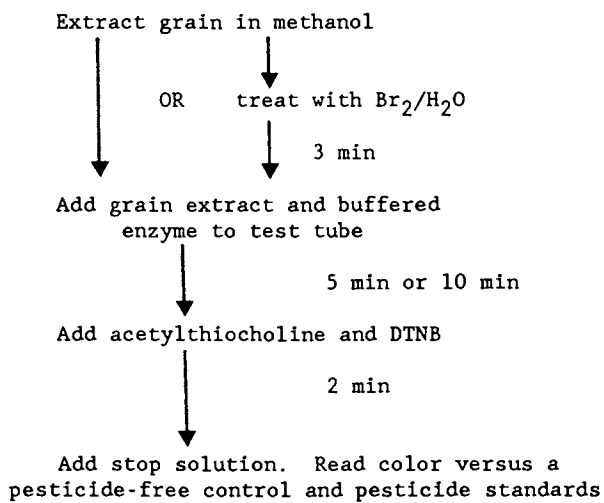 Extract grain in methanol
OR treat with Br2/H2O
3 min
Add grain extract and buffered
enzyme to test tube
5 min or 10 min
Add acetylthiocholine and DTNB
2 min
Add stop solution. Read color versus a
pesticide-free control and pesticide standards